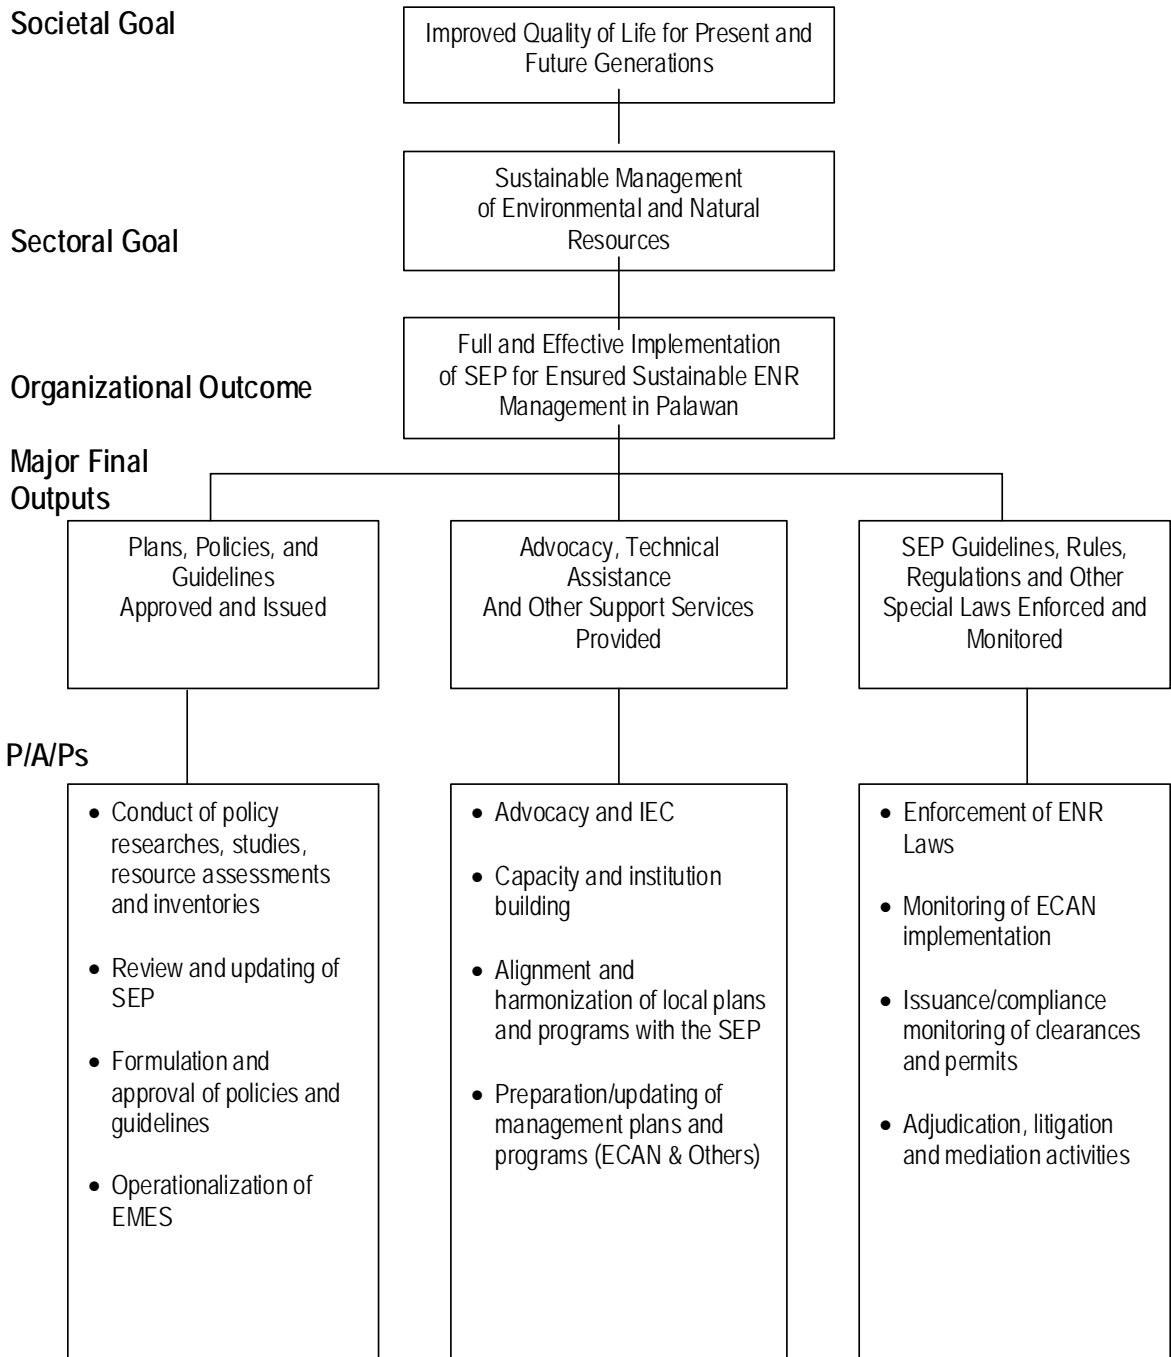 Societal Goal
Improved Quality of Life for Present and
Future Generations
Sustainable Management
of Environmental and Natural
Resources
Sectoral Goal
Full and Effective Implementation
of SEP for Ensured Sustainable ENR
Management in Palawan
Organizational Outcome
Major Final
Outputs
Plans, Policies, and
Guidelines
Approved and Issued
Advocacy, Technical
Assistance
And Other Support Services
Provided
SEP Guidelines, Rules,
Regulations and Other
Special Laws Enforced and
Monitored
P/A/Ps
• Conduct of policy
researches, studies,
resource assessments
and inventories
• Review and updating of
SEP
• Formulation and
approval of policies and
guidelines
• Operationalization of
EMES
• Advocacy and IEC
• Capacity and institution
building
• Alignment and
harmonization of local plans
and programs with the SEP
• Preparation/updating of
management plans and
programs (ECAN & Others)
• Enforcement of ENR
Laws
• Monitoring of ECAN
implementation
• Issuance/compliance
monitoring of clearances
and permits
• Adjudication, litigation
and mediation activities